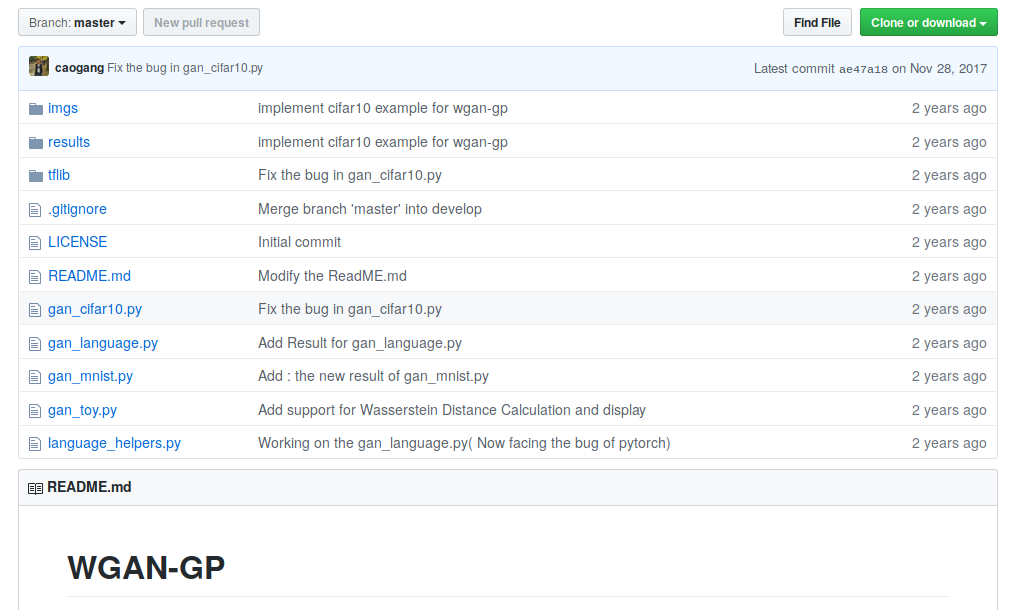 Branch: master New pull request Find File Clone or download
caogang Fix the bug in gan_cifar10.py Latest commit ae47a18 on Nov 28, 2017
imgs implement cifar10 example for wgan-gp 2 years ago
results implement cifar10 example for wgan-gp 2 years ago
tflib Fix the bug in gan_cifar10.py 2 years ago
.gitignore Merge branch 'master' into develop 2 years ago
LICENSE Initial commit 2 years ago
README.md Modify the ReadME.md 2 years ago
gan_cifar10.py Fix the bug in gan_cifar10.py 2 years ago
gan_language.py Add Result for gan_language.py 2 years ago
gan_mnist.py Add : the new result of gan_mnist.py 2 years ago
gan_toy.py Add support for Wasserstein Distance Calculation and display 2 years ago
language_helpers.py Working on the gan_language.py( Now facing the bug of pytorch) 2 years ago
README.md
WGAN-GP